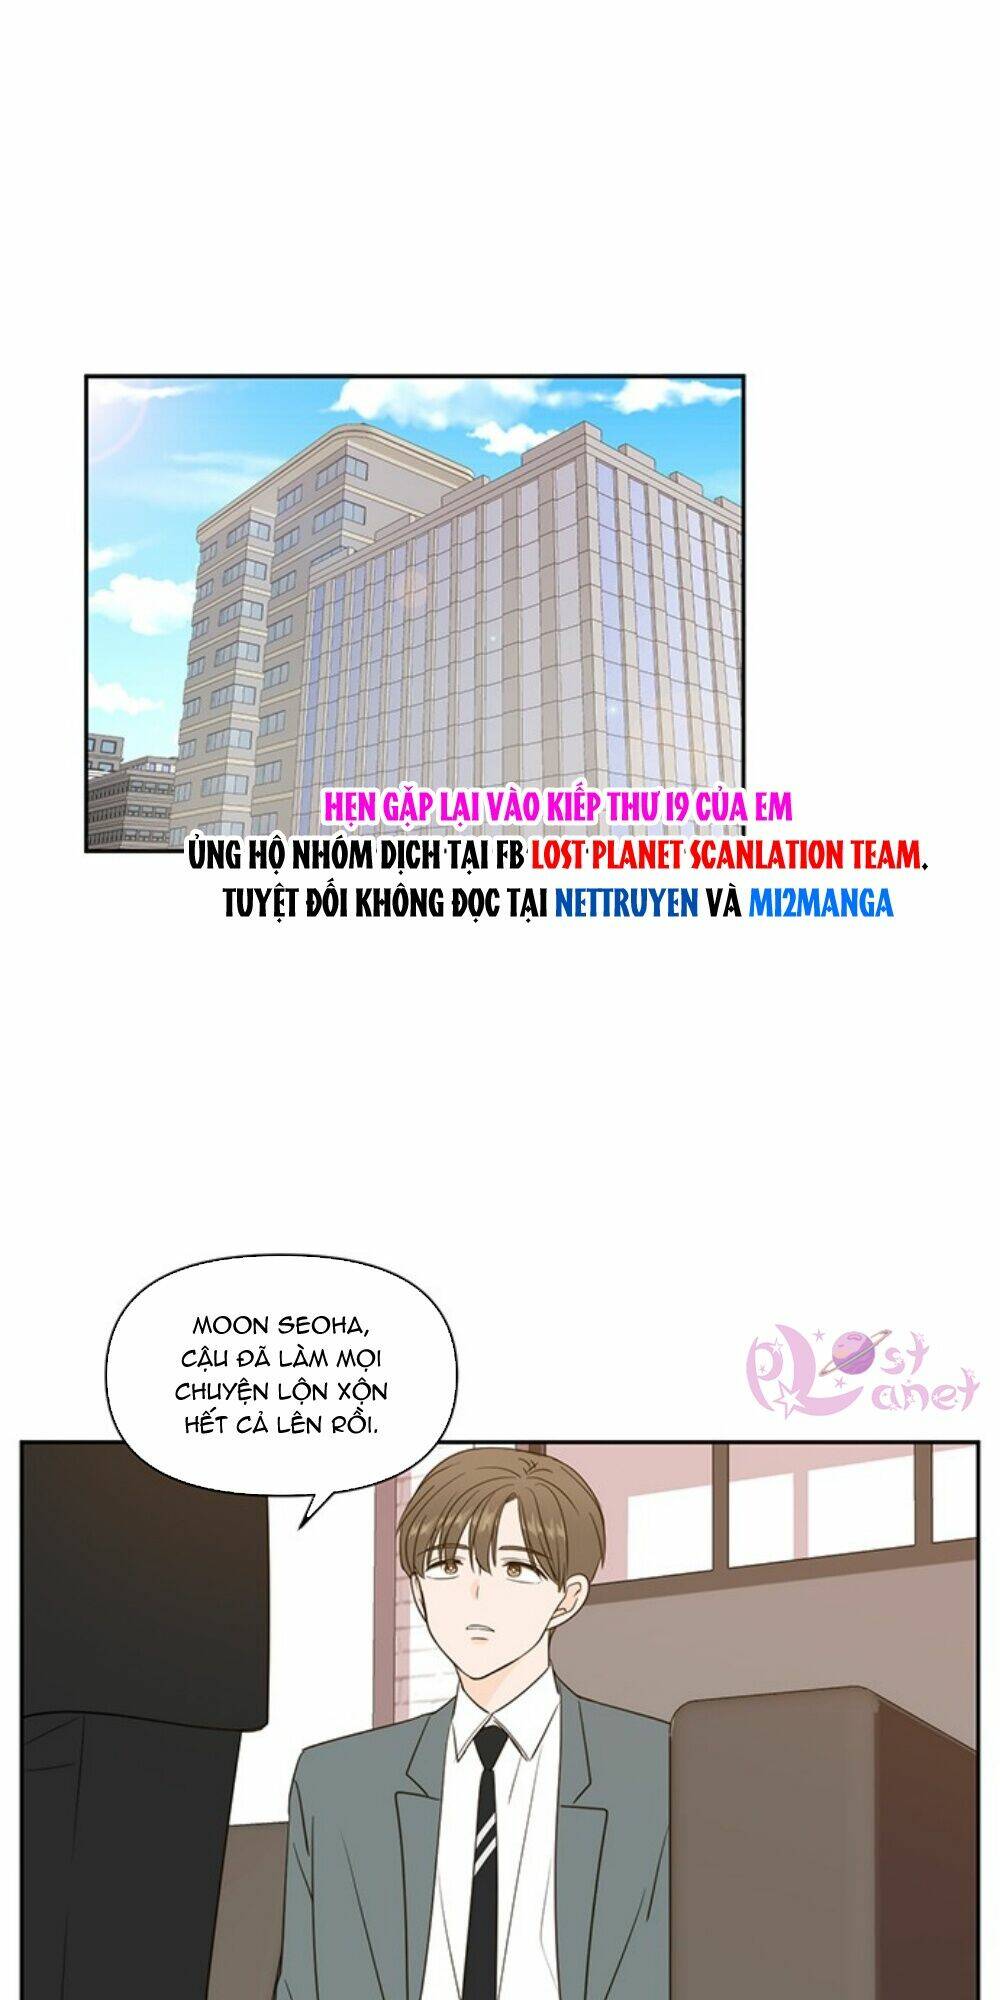 HẸN GẶP LẠI VÀO KIẾP THƯ 19 CỦA EM
ỦNG HỘ NHÓM DỊCH TẠI FB LOST PLANET SCANLATION TEAM.
TUYỆT ĐỐI KHÔNG ĐỌC TẠI NETTRUYEN VÀ MI2MANGA
MOON SEOHA,
CẬU ĐÃ LÀM MỌI
CHUYỆN LỘN XỘN
HẾT CẢ LÊN RỒI.
Lost
Planet